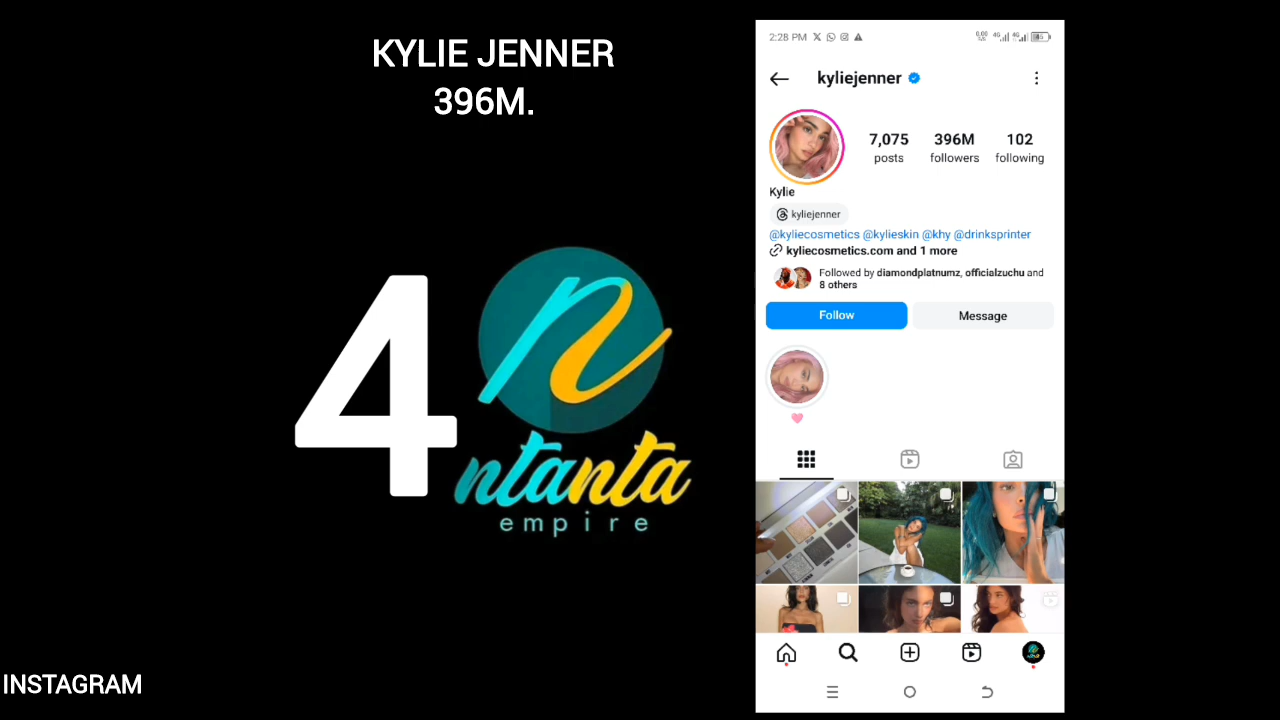 KYLIE JENNER
396M.
4
ntanta
empire
INSTAGRAM
2:28 PM
kyliejenner
7,075 396M 102
posts followers following
Kylie
kyliejenner
@kyliecosmetics @kylieskin @khy @drinksprinter
kyliecosmetics.com and 1 more
Followed by diamondplatnumz, officialzuchu and
8 others
Follow Message